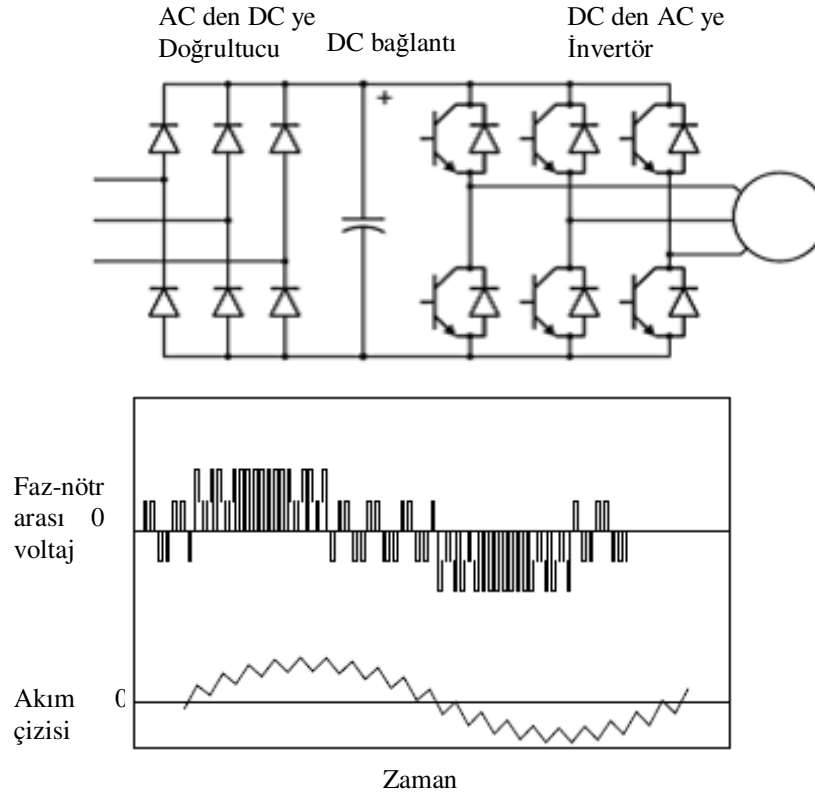 AC den DC ye
Doğrultucu
DC bağlantı
DC den AC ye
İnvertör
+
Faz-nötr
arası 0
voltaj
Akım 0
çizisi
Zaman